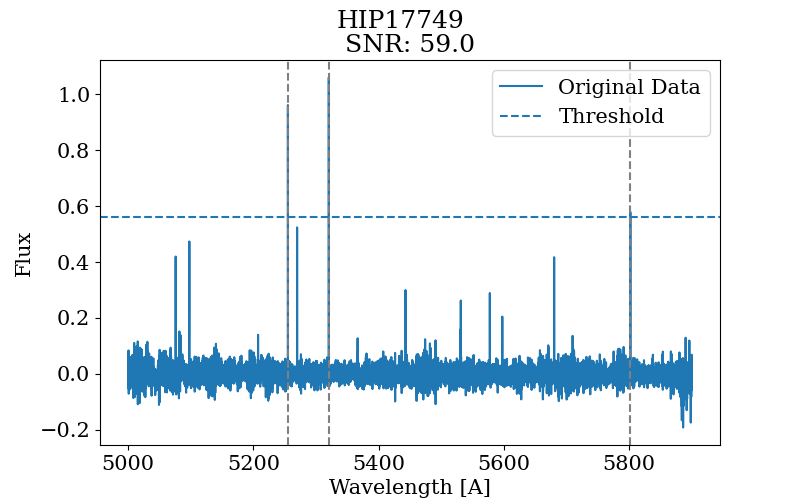 HIP17749
SNR: 59.0
Original Data
Threshold
Flux
1.0
0.8
0.6
0.4
0.2
0.0
−0.2
5000 5200 5400 5600 5800
Wavelength [A]